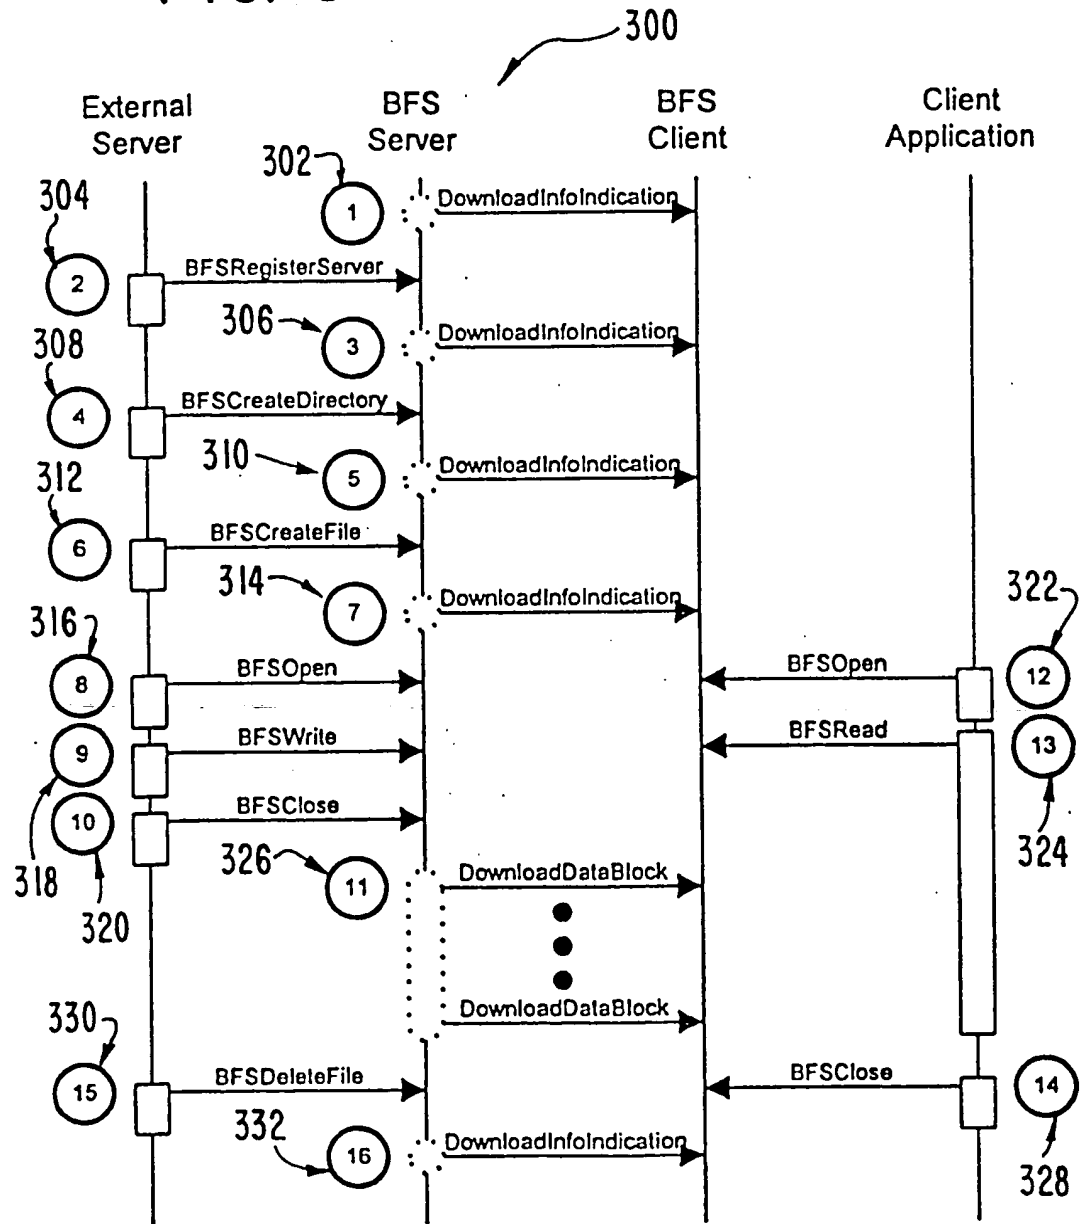 300
External
Server
BFS
Server
BFS
Client
Client
Application
302
1
DownloadInfoIndication
304
2
BFSRegisterServer
306
3
DownloadInfoIndication
308
4
BFSCreateDirectory
310
5
DownloadInfoIndication
312
6
BFSCreateFile
314
7
DownloadInfoIndication
322
316
8
BFSOpen
BFSOpen
12
9
BFSWrite
BFSRead
13
318
10
BFSClose
324
320
326
11
DownloadDataBlock
DownloadDataBlock
330
15
BFSDeleteFile
BFSClose
14
332
16
DownloadInfoIndication
328